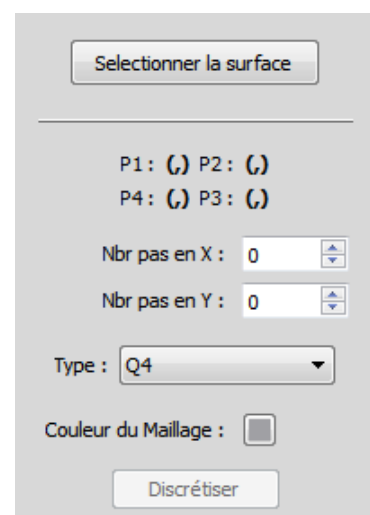 Selectionner la surface
P1 : (,) P2 : (,)
P4 : (,) P3 : (,)
Nbr pas en X : 0
Nbr pas en Y : 0
Type : Q4
Couleur du Maillage :
Discrétiser